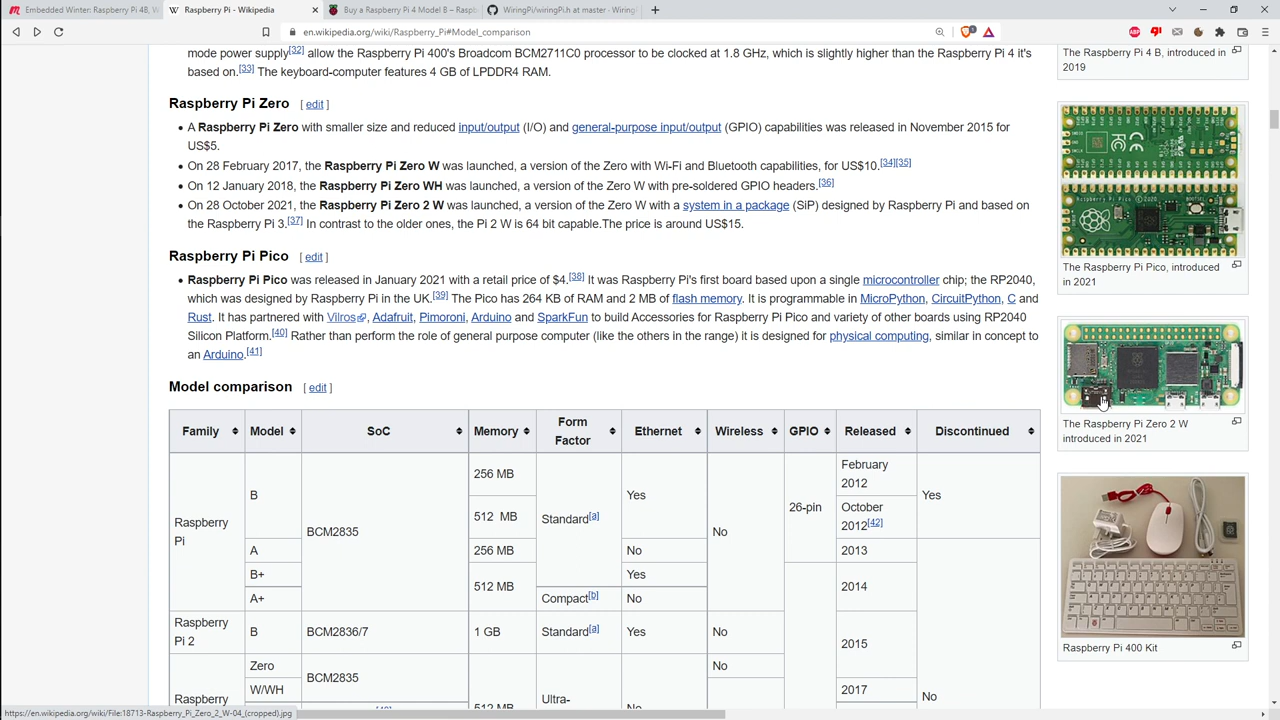 Embedded Winter: Raspberry Pi 4B, W
Raspberry Pi - Wikipedia
Buy a Raspberry Pi 4 Model B – Raspb
WiringPi/wiringPi.h at master · Wiring
en.wikipedia.org/wiki/Raspberry_Pi#Model_comparison
mode power supply[32] allow the Raspberry Pi 400's Broadcom BCM2711C0 processor to be clocked at 1.8 GHz, which is slightly higher than the Raspberry Pi 4 it's
based on.[33] The keyboard-computer features 4 GB of LPDDR4 RAM.
Raspberry Pi Zero [ edit ]
• A Raspberry Pi Zero with smaller size and reduced input/output (I/O) and general-purpose input/output (GPIO) capabilities was released in November 2015 for
US$5.
• On 28 February 2017, the Raspberry Pi Zero W was launched, a version of the Zero with Wi-Fi and Bluetooth capabilities, for US$10.[34][35]
• On 12 January 2018, the Raspberry Pi Zero WH was launched, a version of the Zero W with pre-soldered GPIO headers.[36]
• On 28 October 2021, the Raspberry Pi Zero 2 W was launched, a version of the Zero W with a system in a package (SiP) designed by Raspberry Pi and based on
the Raspberry Pi 3.[37] In contrast to the older ones, the Pi 2 W is 64 bit capable.The price is around US$15.
Raspberry Pi Pico [ edit ]
• Raspberry Pi Pico was released in January 2021 with a retail price of $4.[38] It was Raspberry Pi's first board based upon a single microcontroller chip; the RP2040,
which was designed by Raspberry Pi in the UK.[39] The Pico has 264 KB of RAM and 2 MB of flash memory. It is programmable in MicroPython, CircuitPython, C and
Rust. It has partnered with Vilros, Adafruit, Pimoroni, Arduino and SparkFun to build Accessories for Raspberry Pi Pico and variety of other boards using RP2040
Silicon Platform.[40] Rather than perform the role of general purpose computer (like the others in the range) it is designed for physical computing, similar in concept to
an Arduino.[41]
Model comparison [ edit ]
Family Model SoC Memory Form Factor Ethernet Wireless GPIO Released Discontinued
Raspberry Pi B BCM2835 256 MB Standard[a] Yes No 26-pin February 2012 Yes
512 MB October 2012[42]
A 256 MB No 2013
B+ 512 MB Yes 2014
A+ Compact[b] No
Raspberry Pi 2 B BCM2836/7 1 GB Standard[a] Yes No 2015
Raspberry Zero BCM2835 512 MB Ultra- No No No
W/WH 2017
The Raspberry Pi 4 B, introduced in
2019
Raspberry Pi Pico © 2020
BOOTSEL
The Raspberry Pi Pico, introduced
in 2021
The Raspberry Pi Zero 2 W
introduced in 2021
Raspberry Pi 400 Kit
https://en.wikipedia.org/wiki/File:18713-Raspberry_Pi_Zero_2_W-04_(cropped).jpg